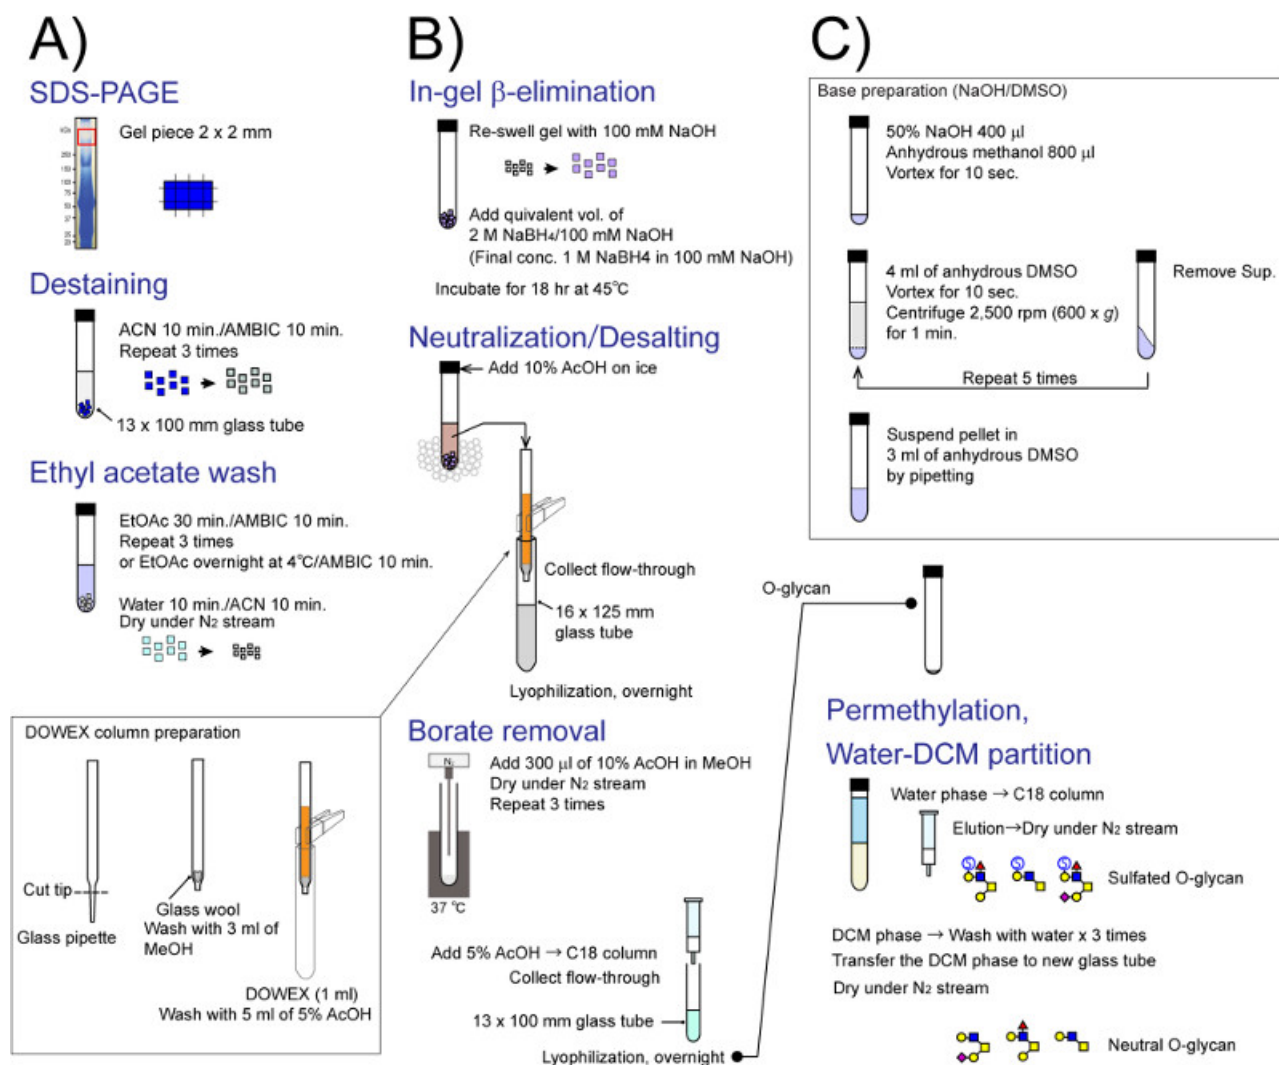 A)
SDS-PAGE
Gel piece 2 x 2 mm
250
150
100
75
50
37
25
20
Destaining
ACN 10 min./AMBIC 10 min.
Repeat 3 times
13 x 100 mm glass tube
Ethyl acetate wash
EtOAc 30 min./AMBIC 10 min.
Repeat 3 times
or EtOAc overnight at 4°C/AMBIC 10 min.
Water 10 min./ACN 10 min.
Dry under N2 stream
DOWEX column preparation
Cut tip
Glass pipette
Glass wool
Wash with 3 ml of
MeOH
DOWEX (1 ml)
Wash with 5 ml of 5% AcOH
B)
In-gel β-elimination
Re-swell gel with 100 mM NaOH
Add quivalent vol. of
2 M NaBH4/100 mM NaOH
(Final conc. 1 M NaBH4 in 100 mM NaOH)
Incubate for 18 hr at 45°C
Neutralization/Desalting
Add 10% AcOH on ice
Collect flow-through
16 x 125 mm
glass tube
Lyophilization, overnight
Borate removal
N2
Add 300 µl of 10% AcOH in MeOH
Dry under N2 stream
Repeat 3 times
37 °C
Add 5% AcOH → C18 column
Collect flow-through
13 x 100 mm glass tube
Lyophilization, overnight
C)
Base preparation (NaOH/DMSO)
50% NaOH 400 µl
Anhydrous methanol 800 µl
Vortex for 10 sec.
4 ml of anhydrous DMSO
Vortex for 10 sec.
Centrifuge 2,500 rpm (600 x g)
for 1 min.
Remove Sup.
Repeat 5 times
Suspend pellet in
3 ml of anhydrous DMSO
by pipetting
O-glycan
Permethylation,
Water-DCM partition
Water phase → C18 column
Elution→Dry under N2 stream
S S S
Sulfated O-glycan
DCM phase → Wash with water x 3 times
Transfer the DCM phase to new glass tube
Dry under N2 stream
Neutral O-glycan